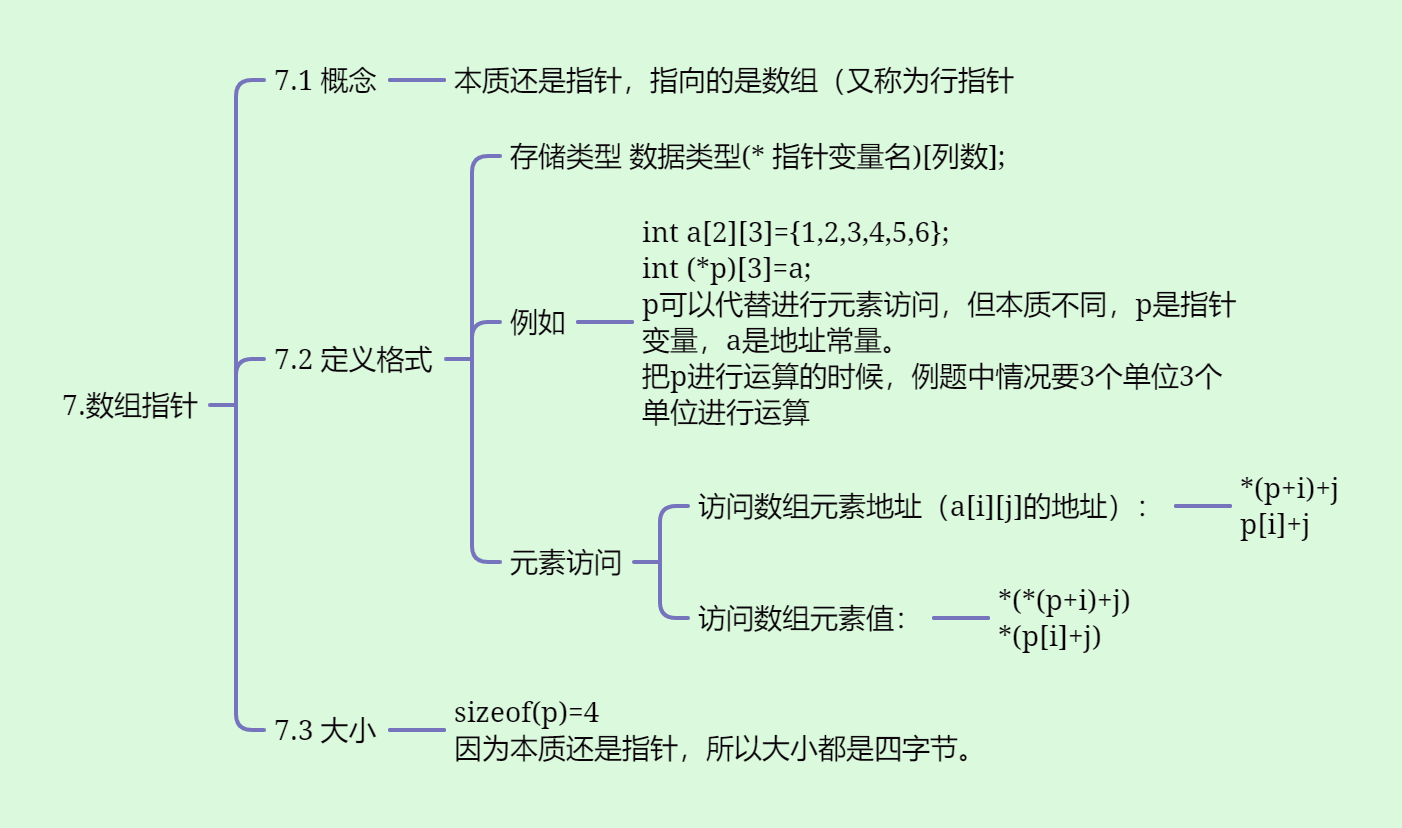 7.数组指针
7.1 概念
本质还是指针，指向的是数组（又称为行指针
7.2 定义格式
存储类型 数据类型(* 指针变量名)[列数];
例如
int a[2][3]={1,2,3,4,5,6};
int (*p)[3]=a;
p可以代替进行元素访问，但本质不同，p是指针
变量，a是地址常量。
把p进行运算的时候，例题中情况要3个单位3个
单位进行运算
元素访问
访问数组元素地址（a[i][j]的地址）：
*(p+i)+j
p[i]+j
访问数组元素值：
*(*(p+i)+j)
*(p[i]+j)
7.3 大小
sizeof(p)=4
因为本质还是指针，所以大小都是四字节。